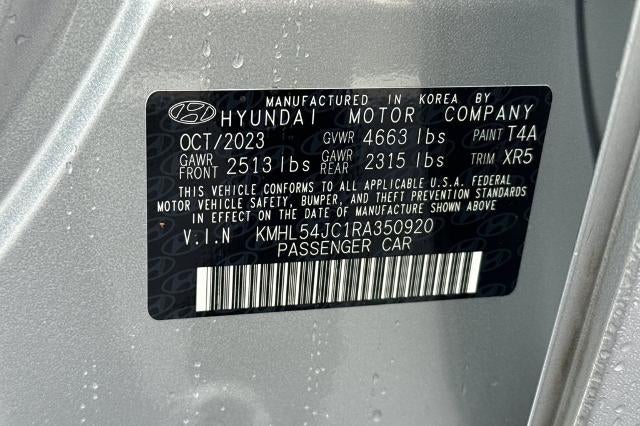 MANUFACTURED IN KOREA BY
HYUNDAI MOTOR COMPANY
OCT/2023 GVWR 4663 lbs PAINT T4A
GAWR FRONT 2513 lbs GAWR REAR 2315 lbs TRIM XR5
THIS VEHICLE CONFORMS TO ALL APPLICABLE U.S.A. FEDERAL
MOTOR VEHICLE SAFETY, BUMPER, AND THEFT PREVENTION STANDARDS
IN EFFECT ON THE DATE OF MANUFACTURE SHOWN ABOVE.
V.I.N KMHL54JC1RA350920
PASSENGER CAR